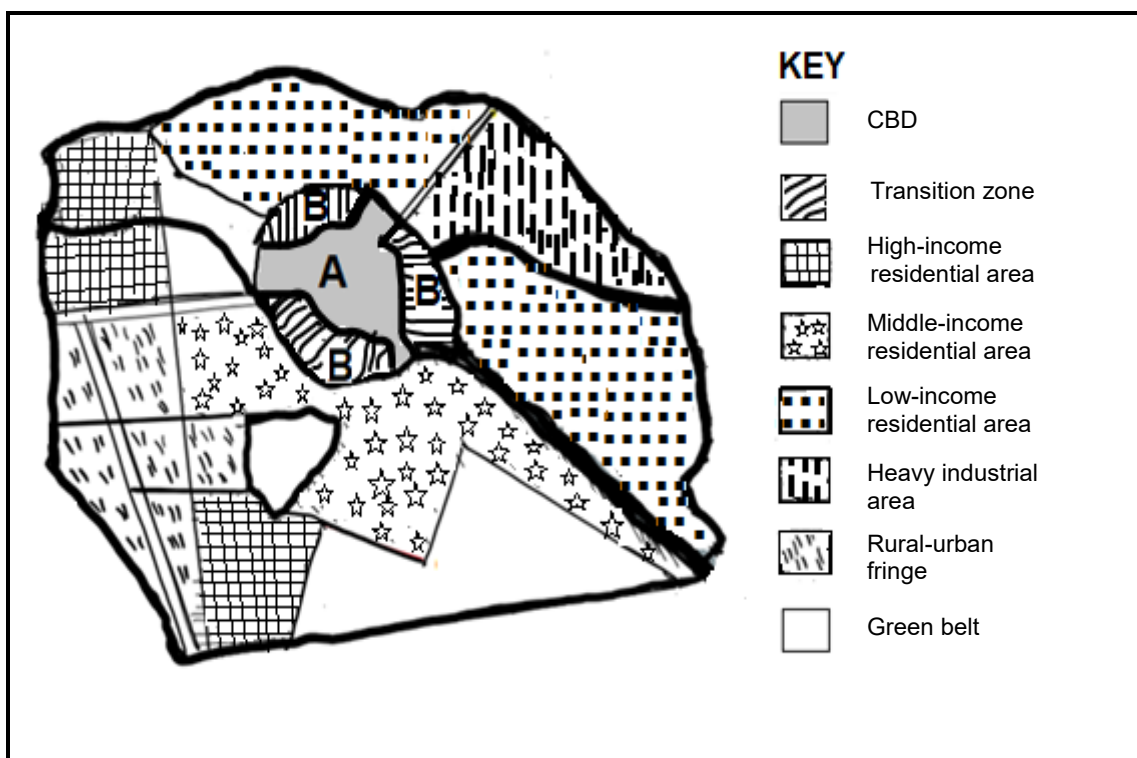 KEY
CBD
Transition zone
High-income
residential area
Middle-income
residential area
Low-income
residential area
Heavy industrial
area
Rural-urban
fringe
Green belt
B
A
B
B